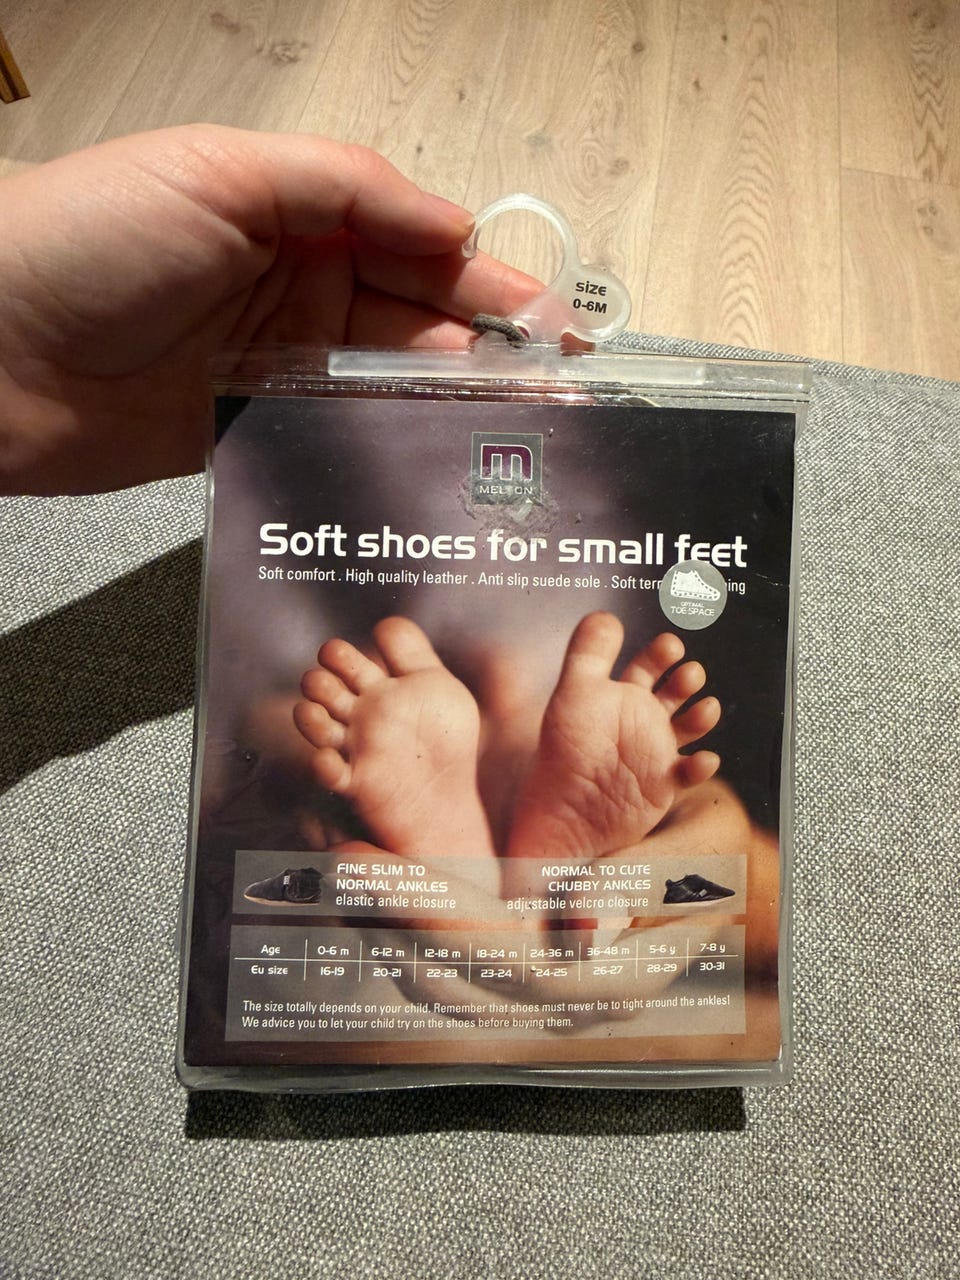 size
0-6M
m
MELTON
Soft shoes for small feet
Soft comfort . High quality leather . Anti slip suede sole . Soft
OPTIMAL
TOE SPACE
FINE SLIM TO
NORMAL ANKLES
elastic ankle closure
NORMAL TO CUTE
CHUBBY ANKLES
adjustable velcro closure
Age 0-6 m 6-12 m 12-18 m 18-24 m 24-36 m 36-48 m 5-6 y 7-8 y
Eu size 16-19 20-21 22-23 23-24 24-25 26-27 28-29 30-31
The size totally depends on your child. Remember that shoes must never be to tight around the ankles!
We advice you to let your child try on the shoes before buying them.